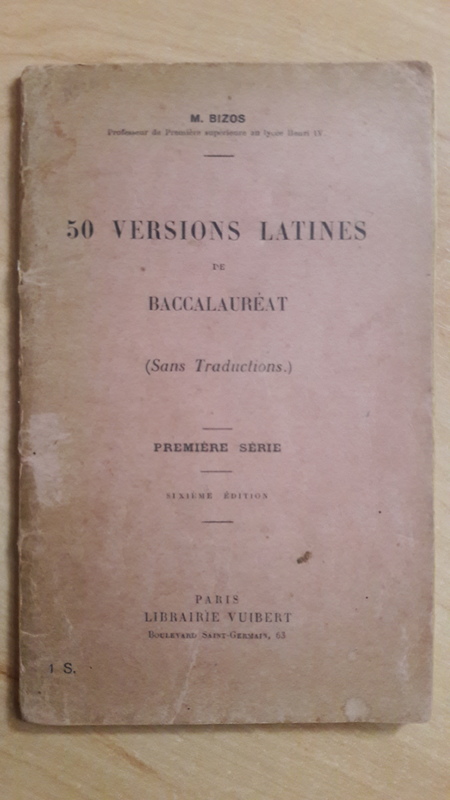 M. BIZOS
Professeur de Première supérieure au lycée Henri IV.
50 VERSIONS LATINES
DE
BACCALAURÉAT
(Sans Traductions.)
PREMIÈRE SÉRIE
SIXIÈME ÉDITION
PARIS
LIBRAIRIE VUIBERT
BOULEVARD SAINT-GERMAIN, 63
1 S.